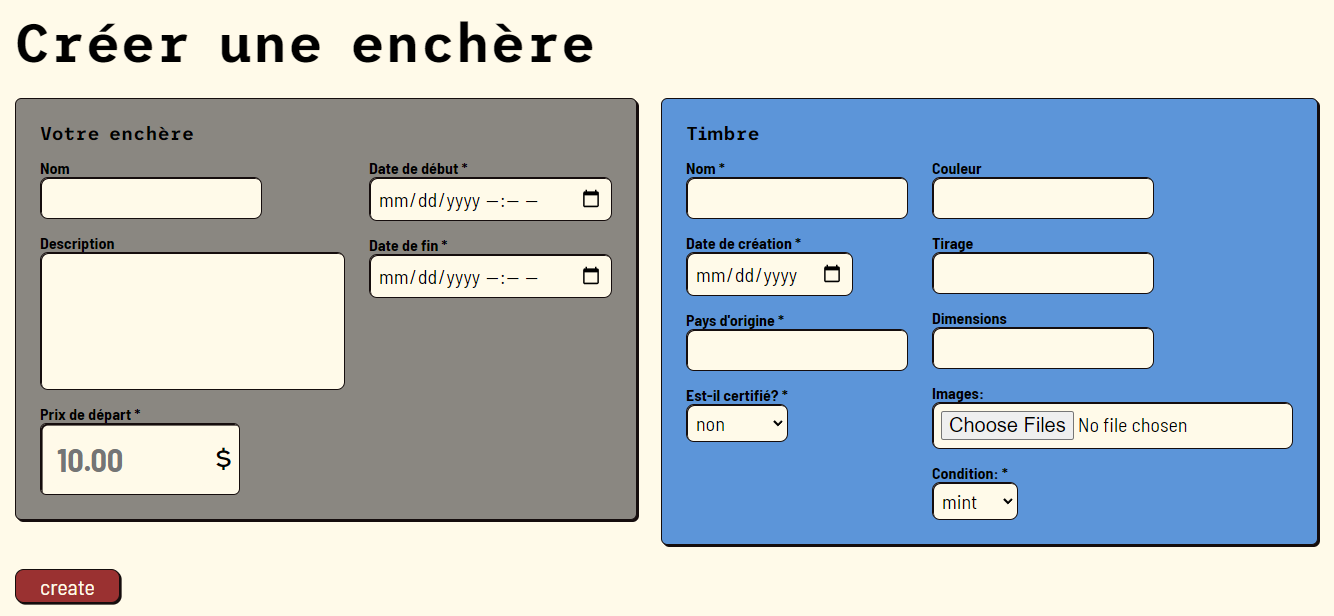 Créer une enchère
Votre enchère
Nom
Date de début *
mm/dd/yyyy –:– –
Description
Date de fin *
mm/dd/yyyy –:– –
Prix de départ *
10.00 $
Timbre
Nom *
Couleur
Date de création *
mm/dd/yyyy
Tirage
Pays d'origine *
Dimensions
Est-il certifié? *
non
Images:
Choose Files No file chosen
Condition: *
mint
create